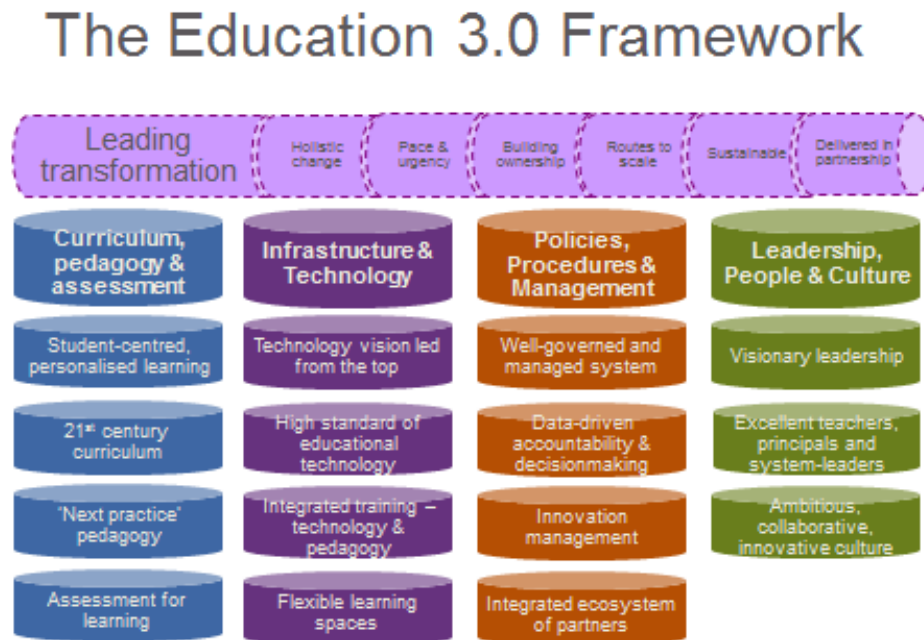 The Education 3.0 Framework
Leading
transformation
Holistic
change
Pace &
urgency
Building
ownership
Routes to
scale
Sustainable
Delivered in
partnership
Curriculum,
pedagogy &
assessment
Student-centred,
personalised learning
21st century
curriculum
'Next practice'
pedagogy
Assessment for
learning
Infrastructure &
Technology
Technology vision led
from the top
High standard of
educational
technology
Integrated training –
technology &
pedagogy
Flexible learning
spaces
Policies,
Procedures &
Management
Well-governed and
managed system
Data-driven
accountability &
decisionmaking
Innovation
management
Integrated ecosystem
of partners
Leadership,
People & Culture
Visionary leadership
Excellent teachers,
principals and
system-leaders
Ambitious,
collaborative,
innovative culture